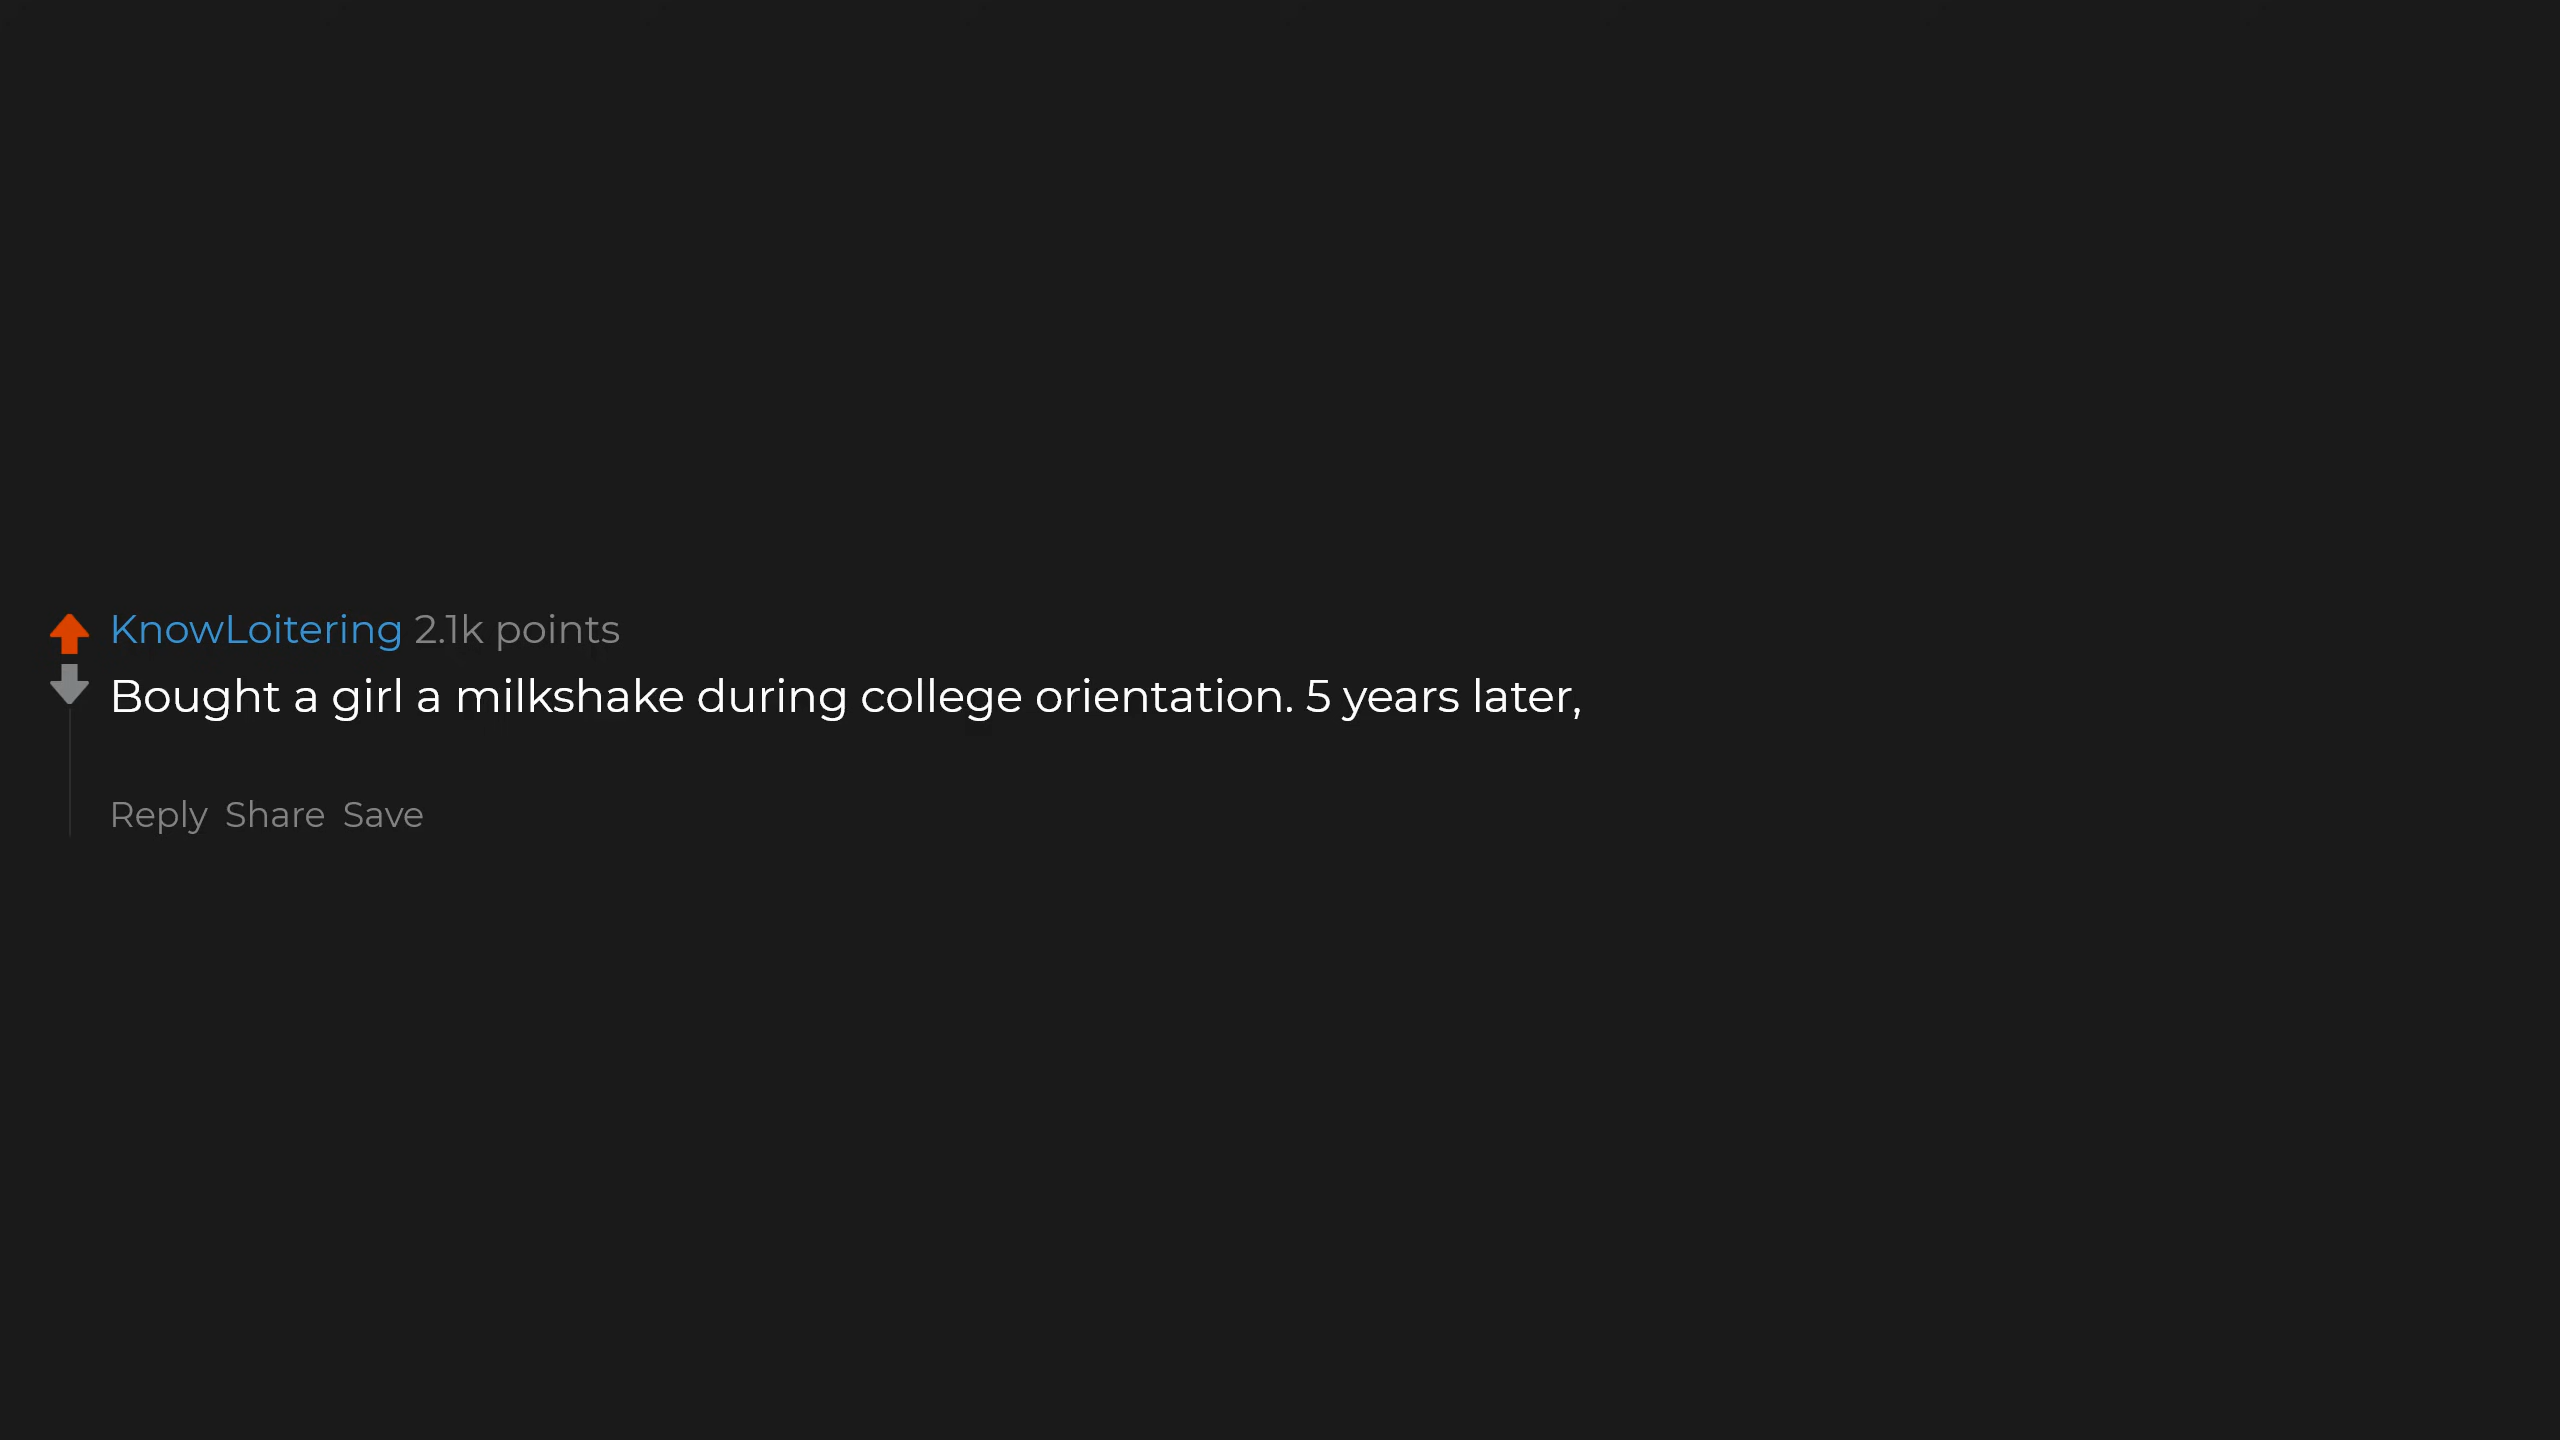 KnowLoitering 2.1k points
Bought a girl a milkshake during college orientation. 5 years later,
Reply Share Save